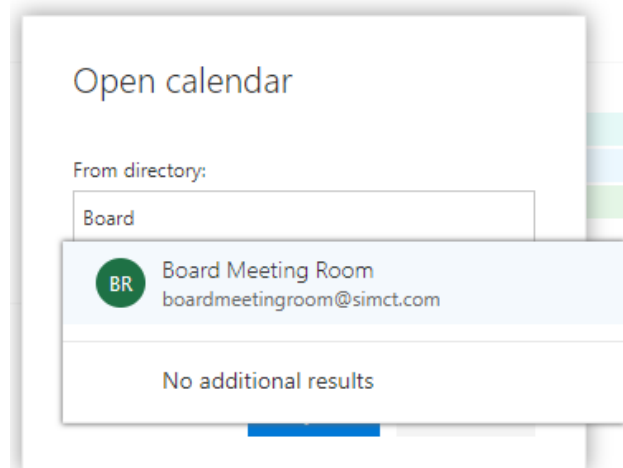 Open calendar
From directory:
Board
BR
Board Meeting Room
boardmeetingroom@simct.com
No additional results